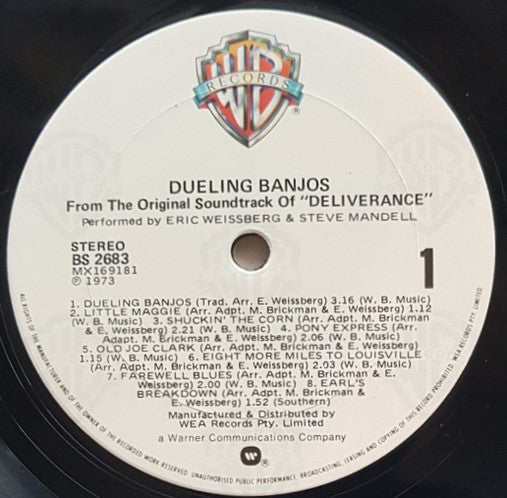 WB
RECORDS
®
DUELING BANJOS
From The Original Soundtrack Of "DELIVERANCE"
Performed by ERIC WEISSBERG & STEVE MANDELL
STEREO
BS 2683
MX169181
℗ 1973
1
1. DUELING BANJOS (Trad. Arr. E. Weissberg) 3.16 (W. B. Music)
2. LITTLE MAGGIE (Arr. Adpt. M. Brickman & E. Weissberg) 1.12
(W. B. Music) 3. SHUCKIN' THE CORN (Arr. Adpt. M. Brickman
& E. Weissberg) 2.21 (W. B. Music) 4. PONY EXPRESS (Arr.
Adapt. M. Brickman & E. Weissberg) 2.06 (W. B. Music)
5. OLD JOE CLARK (Arr. Adpt. M. Brickman & E. Weissberg)
1.15 (W. B. Music) 6. EIGHT MORE MILES TO LOUISVILLE
(Arr. Adpt. M. Brickman & E. Weissberg) 2.03 (W. B. Music)
7. FAREWELL BLUES (Arr. Adpt. M. Brickman & E.
Weissberg) 2.00 (W. B. Music) 8. EARL'S
BREAKDOWN (Arr. Adpt. M. Brickman &
E. Weissberg) 1.52 (Southern)
Manufactured & Distributed by
WEA Records Pty. Limited
a Warner Communications Company
W®
ALL RIGHTS OF THE MANUFACTURER AND OF THE OWNER OF THE RECORDED WORK RESERVED. UNAUTHORISED PUBLIC PERFORMANCE, BROADCASTING, LEASING AND COPYING OF THIS RECORD PROHIBITED. WEA RECORDS PTY LIMITED